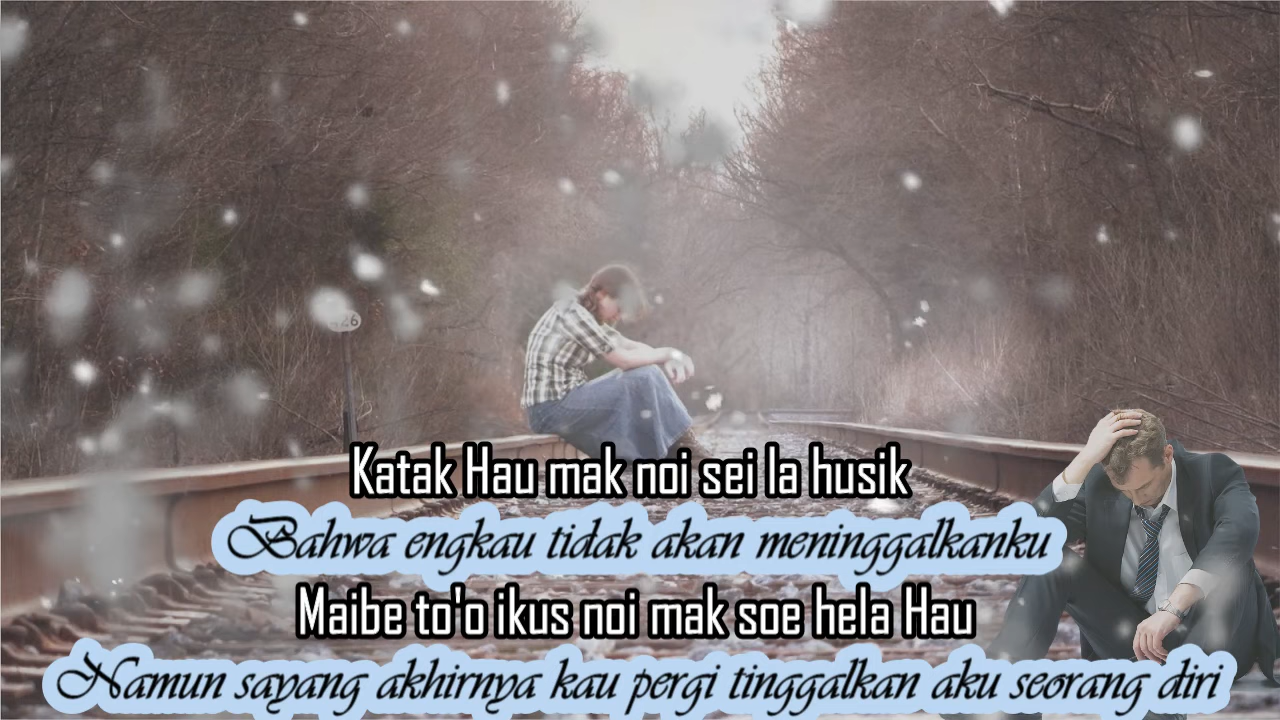 Katak Hau mak noi sei la husik
Bahwa engkau tidak akan meninggalkanku
Maibe to'o ikus noi mak soe hela Hau
Namun sayang akhirnya kau pergi tinggalkan aku seorang diri